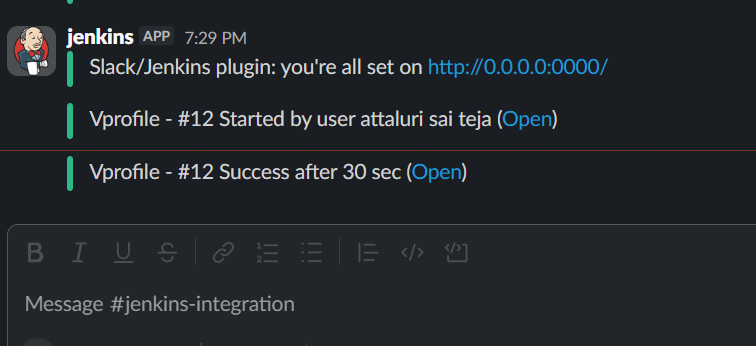 jenkins APP 7:29 PM
Slack/Jenkins plugin: you're all set on http://0.0.0.0:0000/
Vprofile - #12 Started by user attaluri sai teja (Open)
Vprofile - #12 Success after 30 sec (Open)
B I U S
Message #jenkins-integration